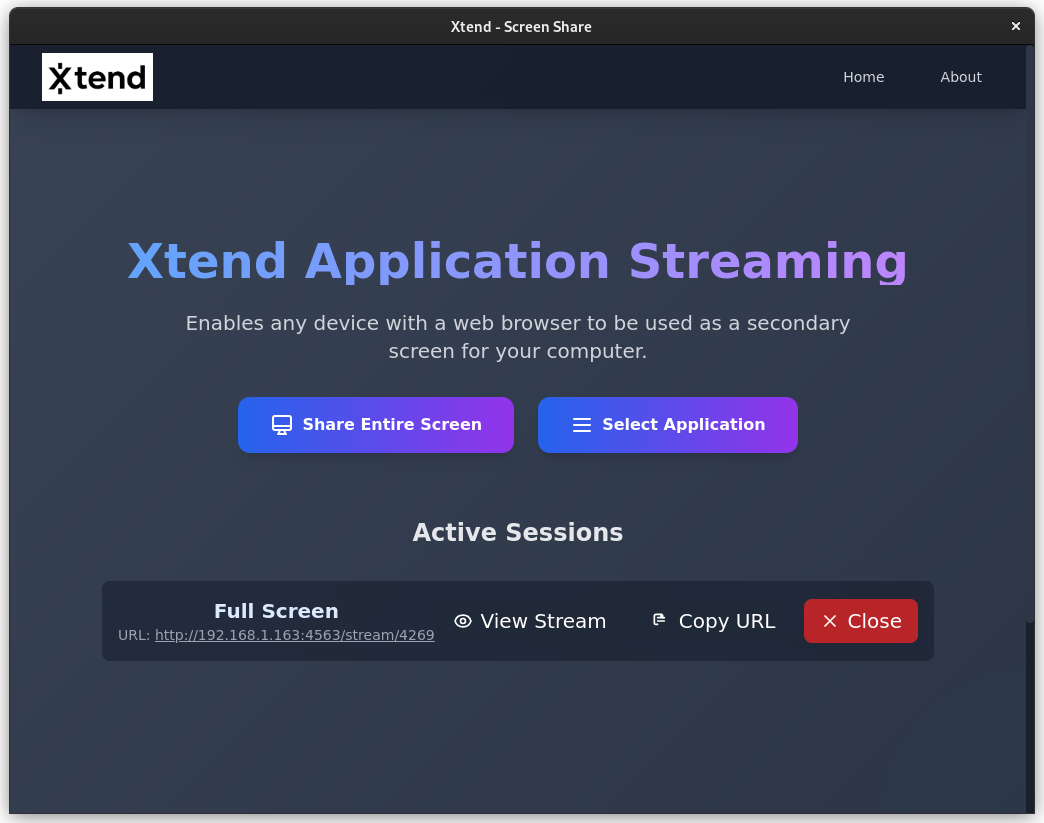 Xtend - Screen Share
Xtend
Home
About
Xtend Application Streaming
Enables any device with a web browser to be used as a secondary
screen for your computer.
Share Entire Screen
Select Application
Active Sessions
Full Screen
URL: http://192.168.1.163:4563/stream/4269
View Stream
Copy URL
Close